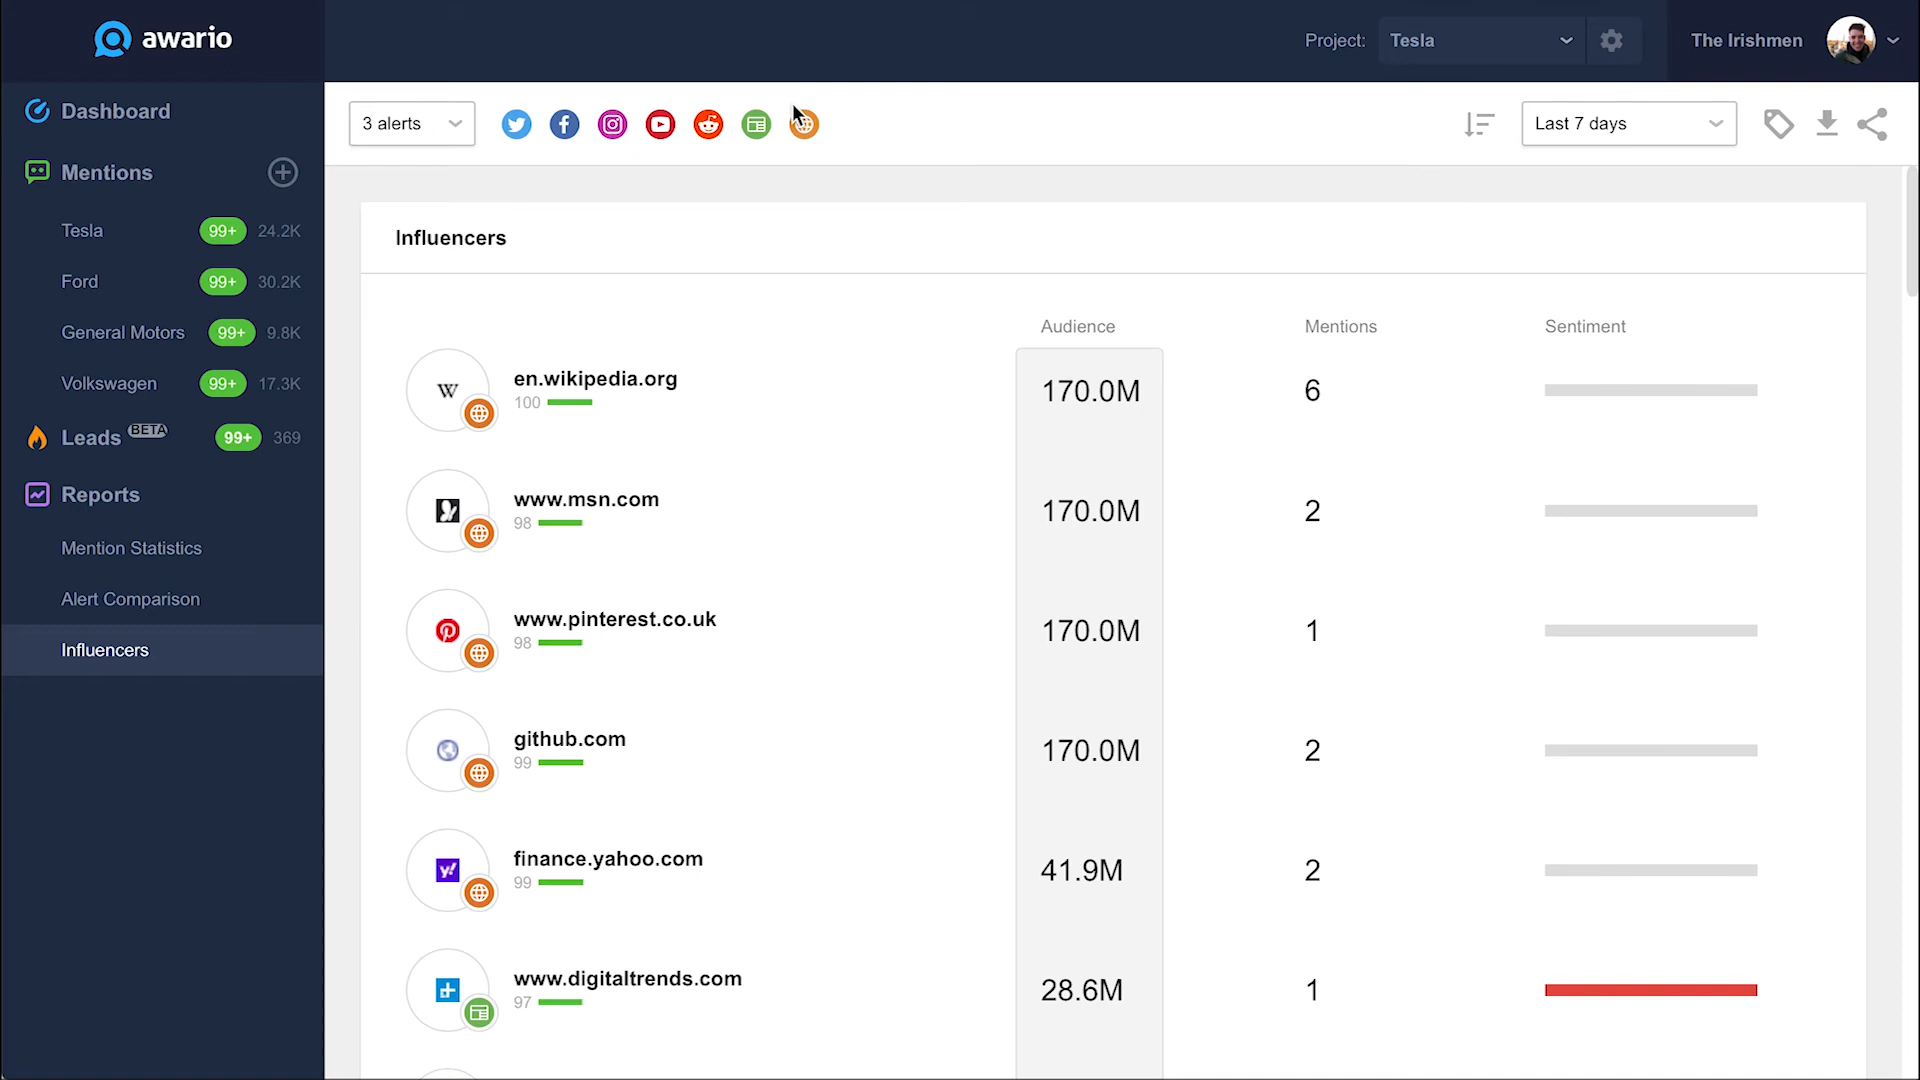 awario
Project:
Tesla
The Irishmen
Dashboard
3 alerts
Last 7 days
Mentions
Tesla 99+ 24.2K
Ford 99+ 30.2K
General Motors 99+ 9.8K
Volkswagen 99+ 17.3K
Leads BETA 99+ 369
Reports
Mention Statistics
Alert Comparison
Influencers
Influencers
Audience Mentions Sentiment
W
en.wikipedia.org
100
170.0M 6
www.msn.com
98
170.0M 2
www.pinterest.co.uk
98
170.0M 1
github.com
99
170.0M 2
y!
finance.yahoo.com
99
41.9M 2
www.digitaltrends.com
97
28.6M 1